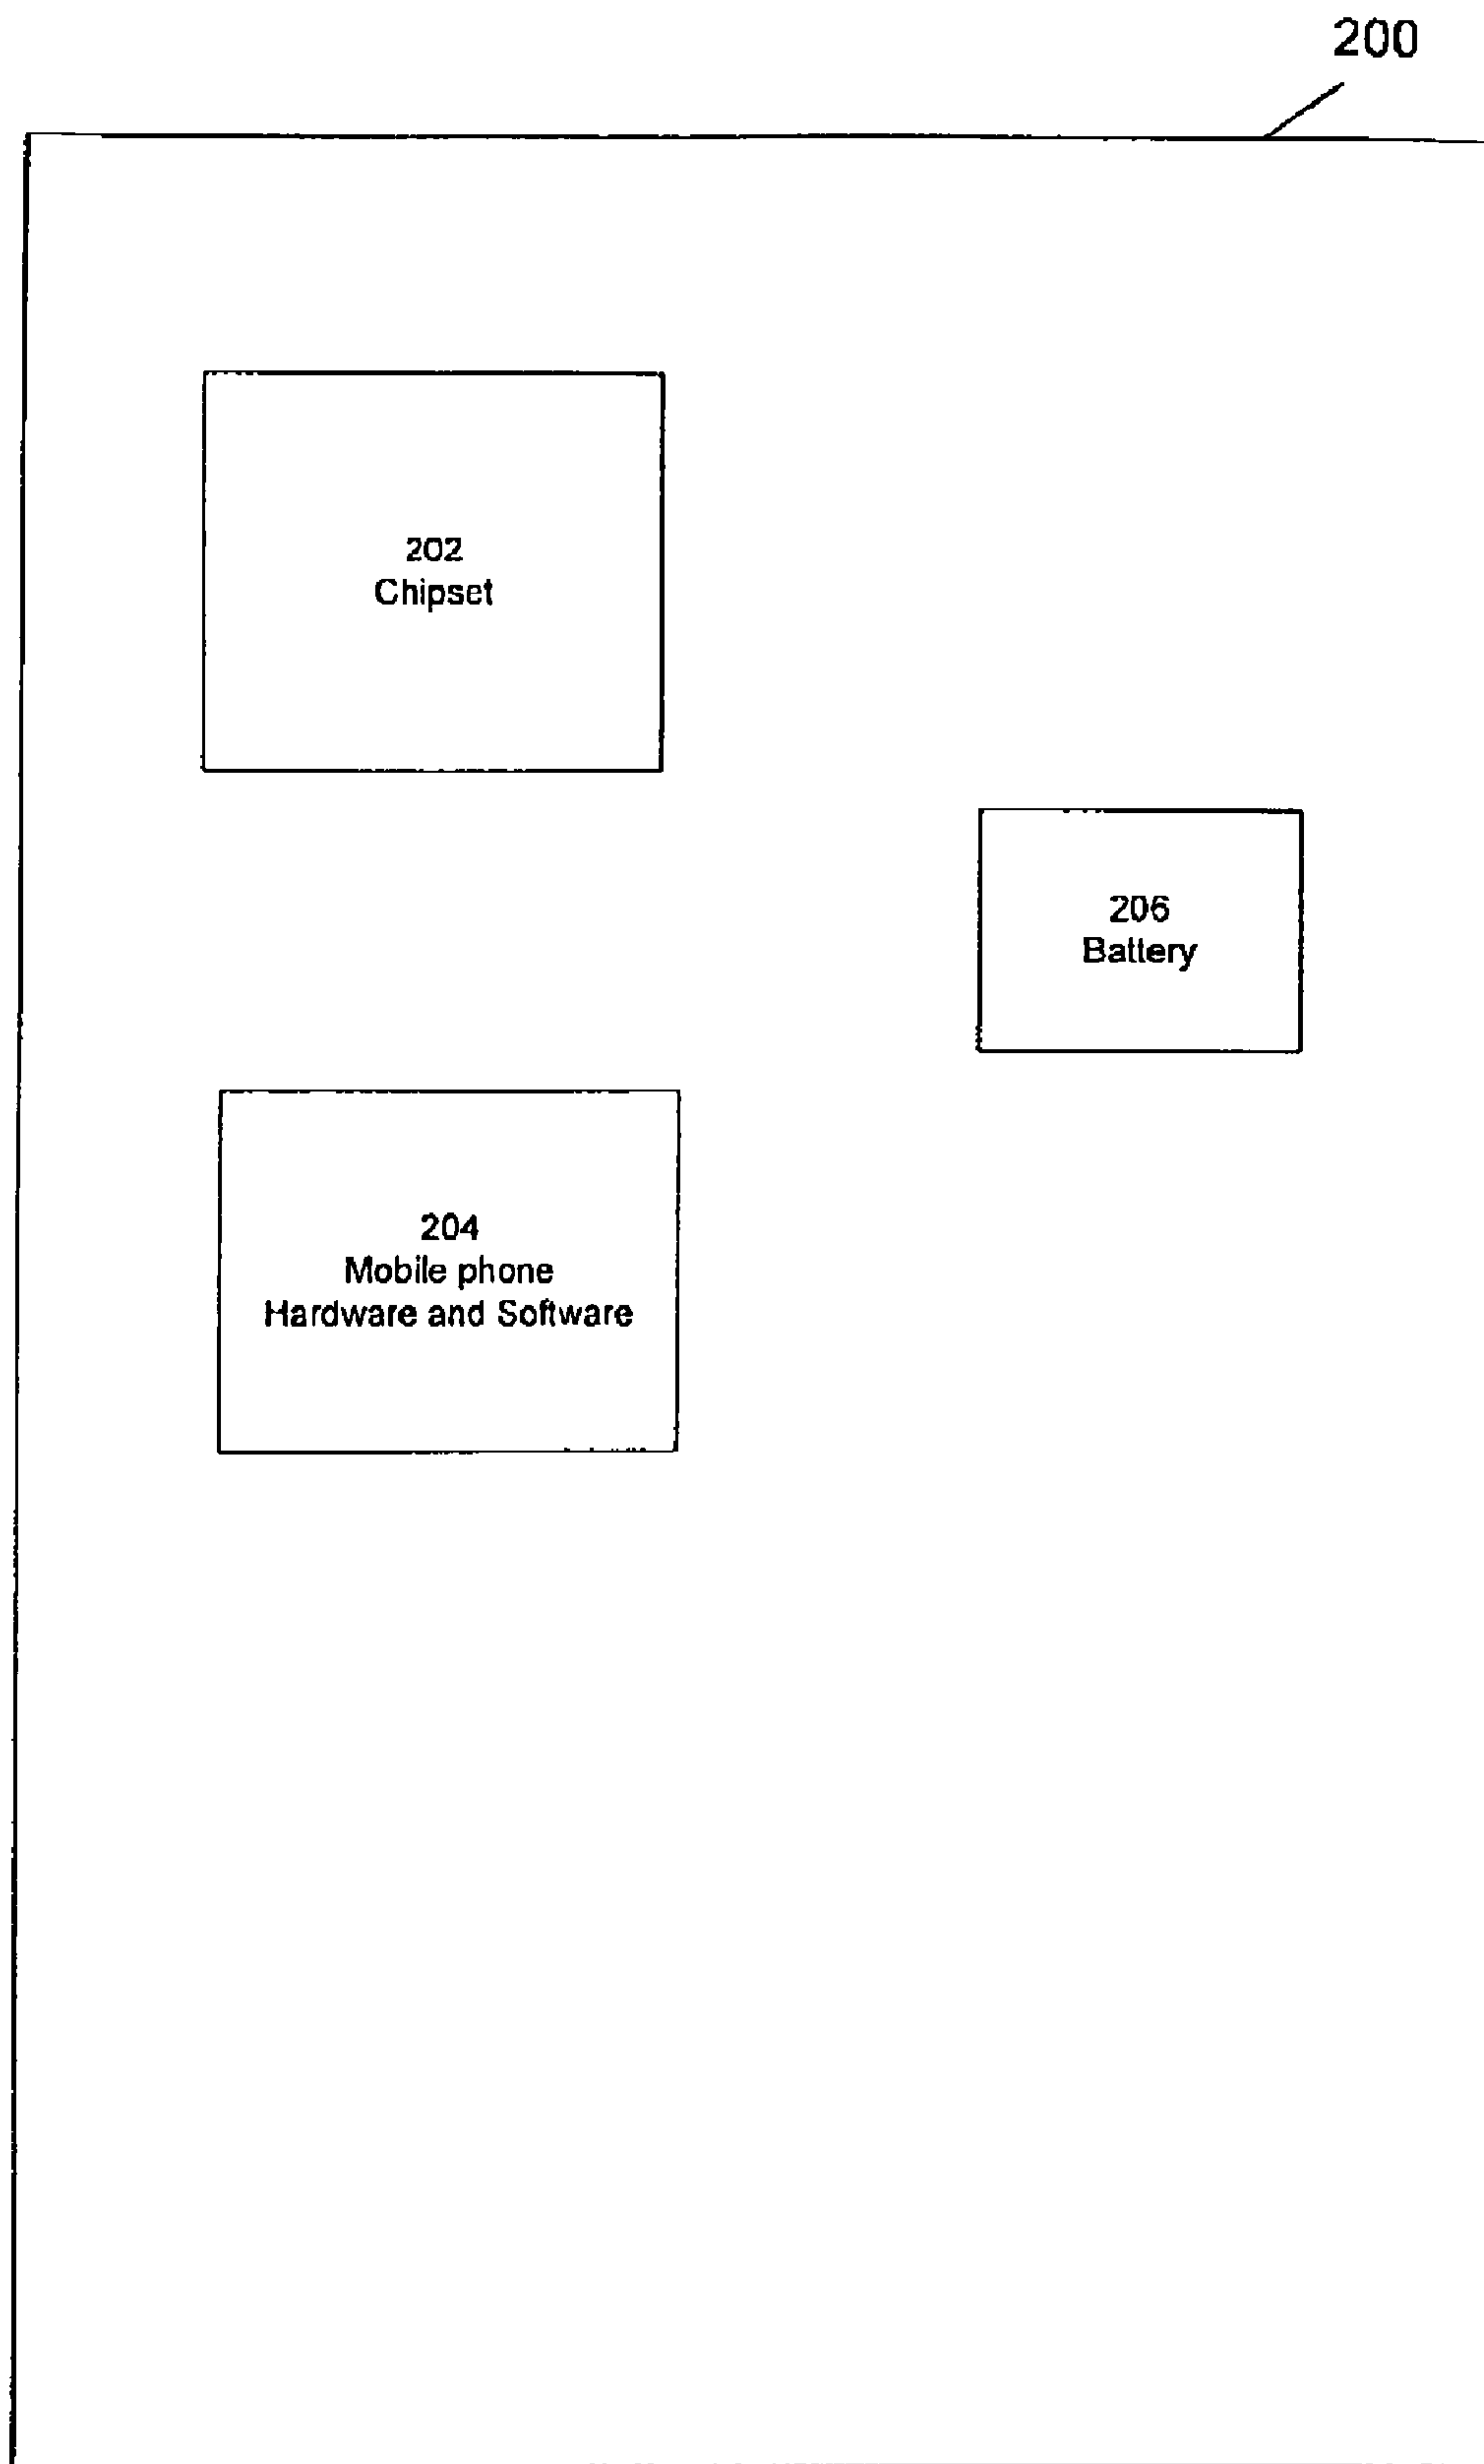 200
202
Chipset
206
Battery
204
Mobile phone
Hardware and Software